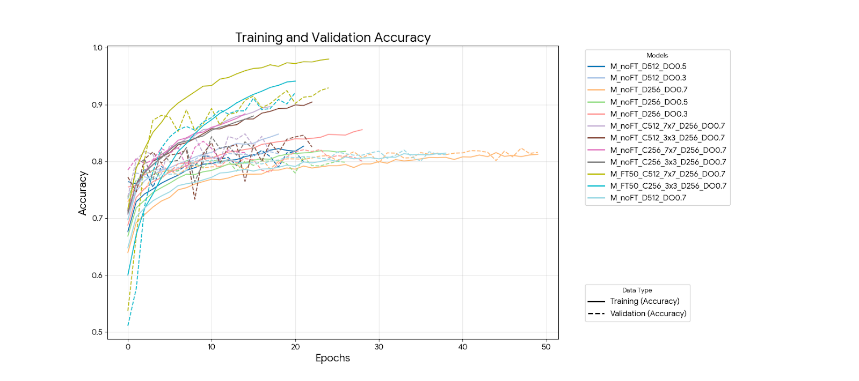 Training and Validation Accuracy
1.0
0.9
0.8
0.7
0.6
0.5
Accuracy
0
10
20
30
40
50
Epochs
Models
M_noFT_D512_DO0.5
M_noFT_D512_DO0.3
M_noFT_D256_DO0.7
M_noFT_D256_DO0.5
M_noFT_D256_DO0.3
M_noFT_C512_7x7_D256_DO0.7
M_noFT_C512_3x3_D256_DO0.7
M_noFT_C256_7x7_D256_DO0.7
M_noFT_C256_3x3_D256_DO0.7
M_FT50_C512_7x7_D256_DO0.7
M_FT50_C256_3x3_D256_DO0.7
M_noFT_D512_DO0.7
Data Type
Training (Accuracy)
Validation (Accuracy)